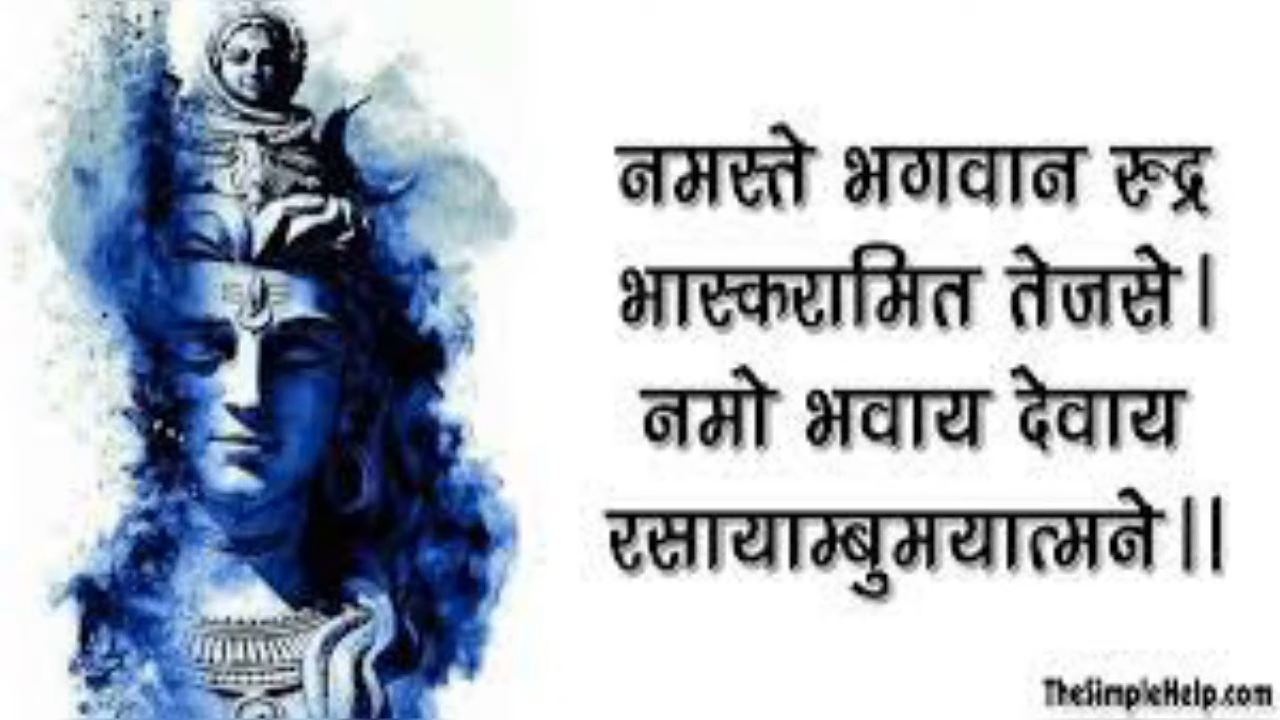 नमस्ते भगवान रूद्र
भास्करामित तेजसे।
नमो भवाय देवाय
रसायाम्बुमयात्मने।।
TheSimpleHelp.com